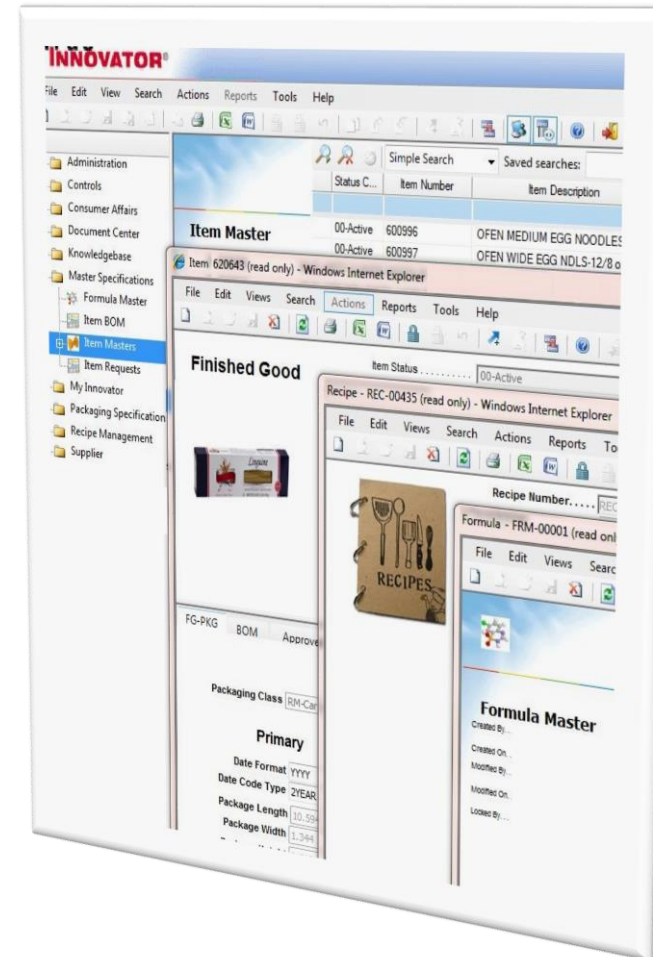 INNOVATOR®
File Edit View Search Actions Reports Tools Help
Simple Search Saved searches:
Administration
Controls
Consumer Affairs
Document Center
Knowledgebase
Master Specifications
Formula Master
Item BOM
Item Masters
Item Requests
My Innovator
Packaging Specification
Recipe Management
Supplier
Item Master
Status C... Item Number Item Description
00-Active 600996 OFEN MEDIUM EGG NOODLES
00-Active 600997 OFEN WIDE EGG NDLS-12/8 o
Item 620643 (read only) - Windows Internet Explorer
File Edit Views Search Actions Reports Tools Help
Finished Good
Item Status.......... 00-Active
Linguine
FG-PKG BOM Approve
Packaging Class RM-Car
Primary
Date Format YYYY
Date Code Type 2YEAR
Package Length 10.594
Package Width 1.344
Recipe - REC-00435 (read only) - Windows Internet Explorer
File Edit Views Search Actions Reports To
Recipe Number..... REC
RECIPES
Formula - FRM-00001 (read onl
File Edit Views Searc
Formula Master
Created By...
Created On.
Modified By..
Modified On.
Locked By....